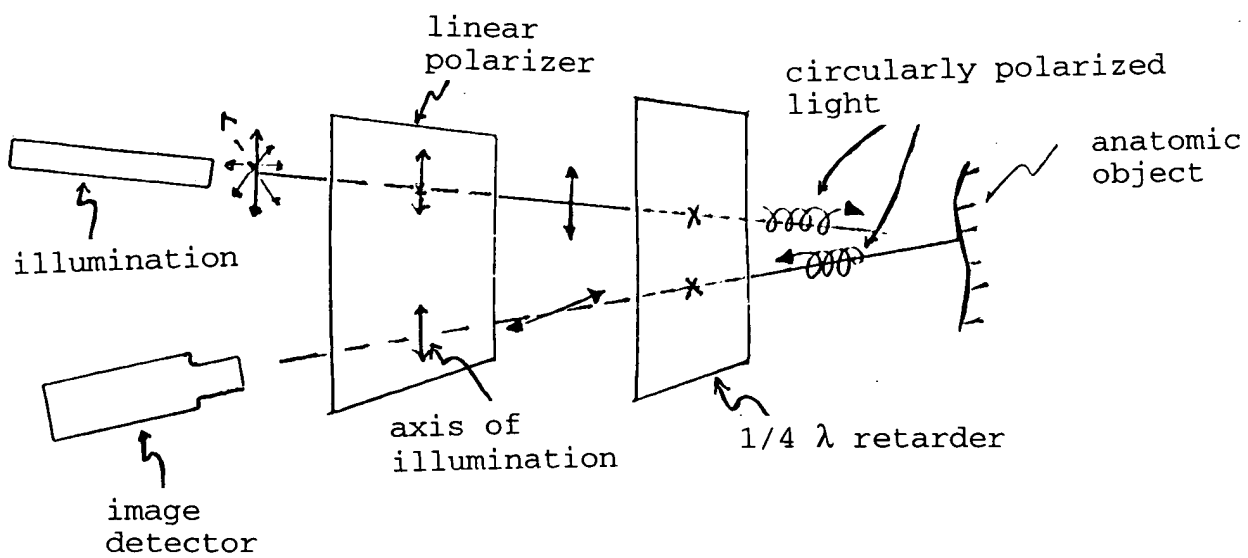 linear
polarizer
circularly polarized
light
anatomic
object
illumination
axis of
illumination
1/4 λ retarder
image
detector